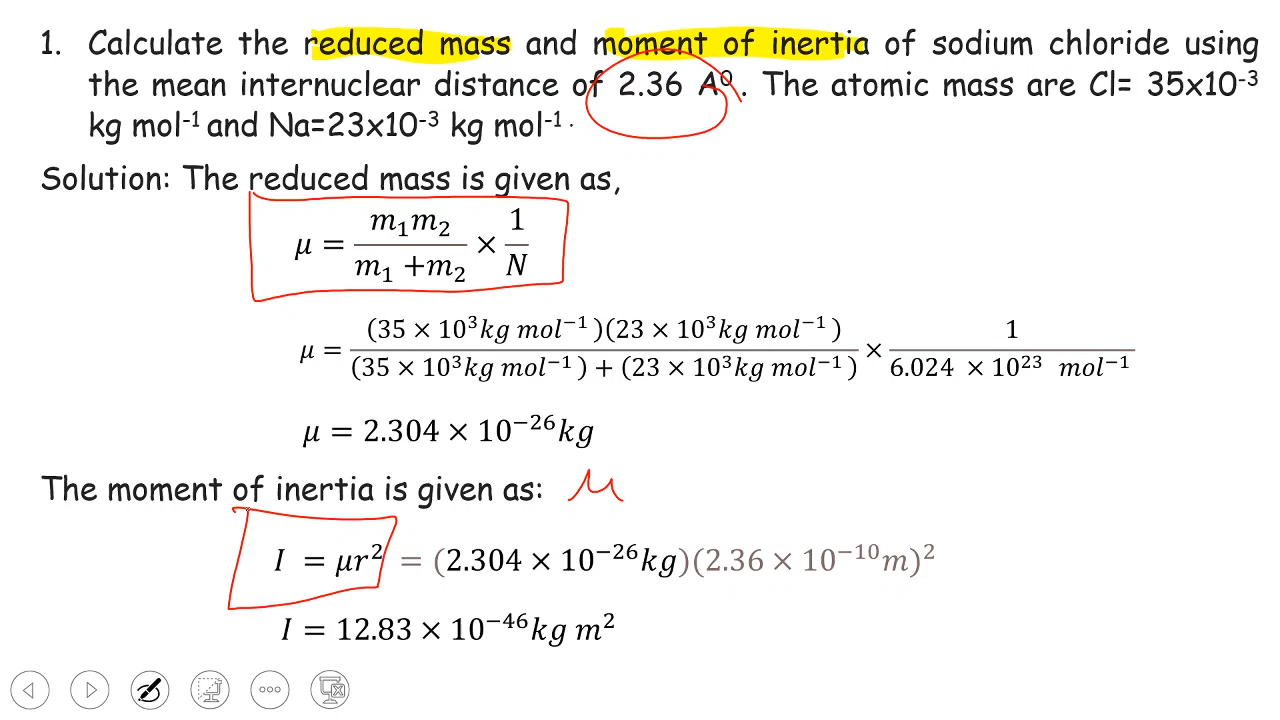 1. Calculate the reduced mass and moment of inertia of sodium chloride using
the mean internuclear distance of 2.36 A⁰. The atomic mass are Cl= 35x10⁻³
kg mol⁻¹ and Na=23x10⁻³ kg mol⁻¹.
Solution: The reduced mass is given as,
μ = m₁m₂ / (m₁ +m₂) × 1/N
μ = (35 × 10³kg mol⁻¹)(23 × 10³kg mol⁻¹) / (35 × 10³kg mol⁻¹) + (23 × 10³kg mol⁻¹) × 1 / 6.024 × 10²³ mol⁻¹
μ = 2.304 × 10⁻²⁶kg
The moment of inertia is given as: μ
I = μr² = (2.304 × 10⁻²⁶kg)(2.36 × 10⁻¹⁰m)²
I = 12.83 × 10⁻⁴⁶kg m²